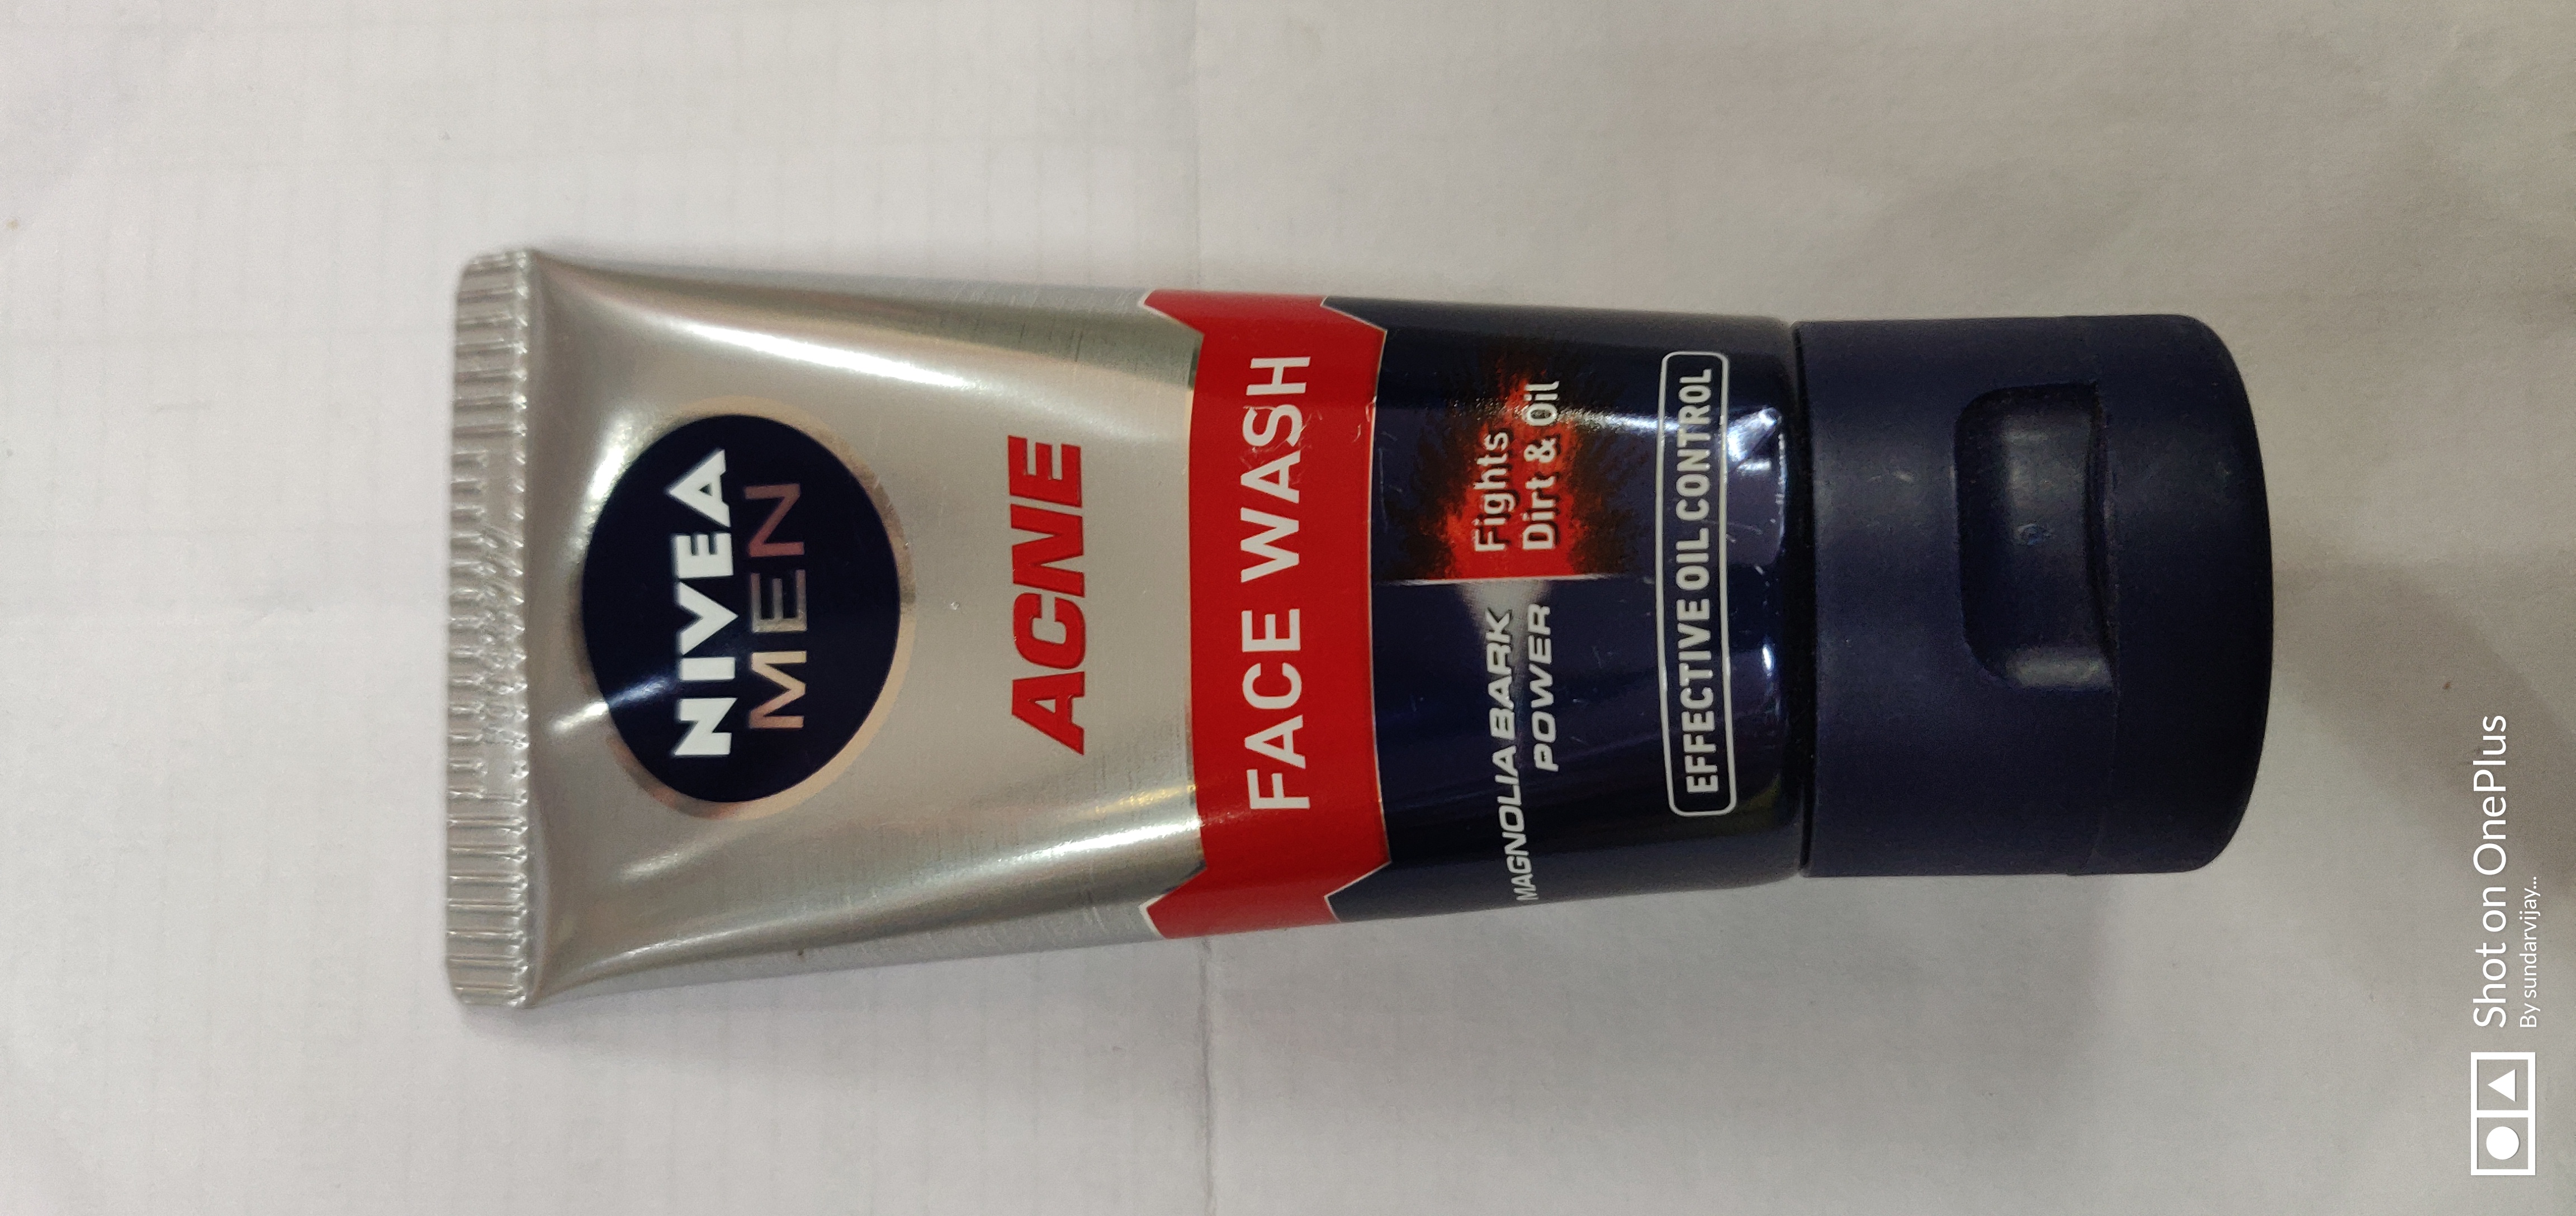 NIVEA
MEN
ACNE
FACE WASH
MAGNOLIA BARK
POWER
Fights
Dirt & Oil
EFFECTIVE OIL CONTROL
Shot on OnePlus
By sundarvijay...